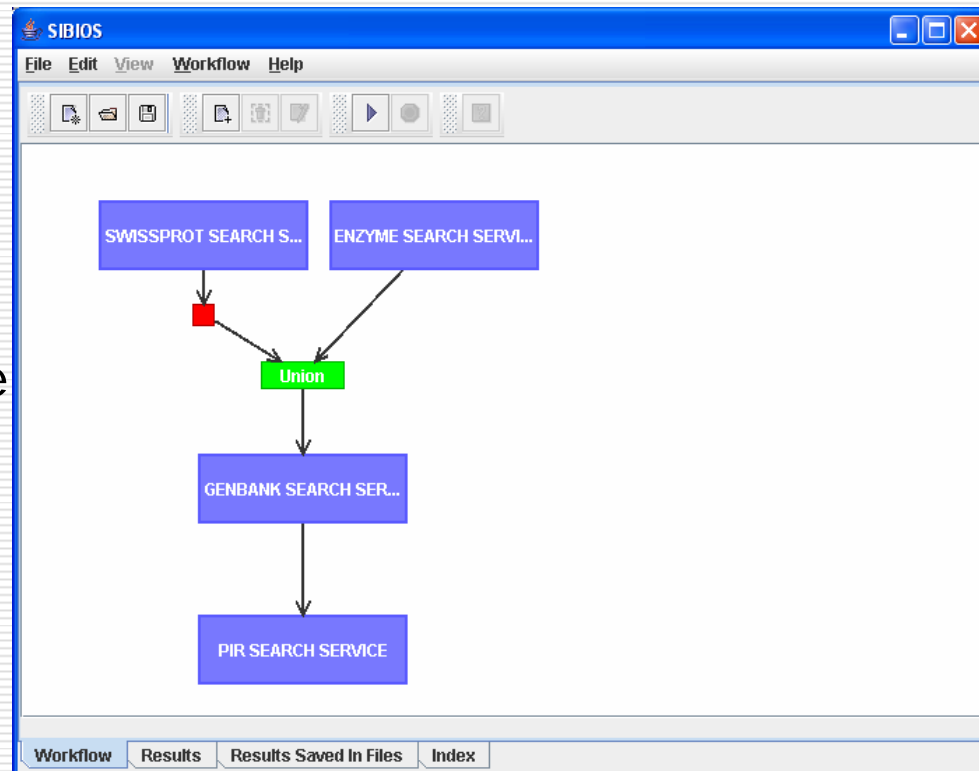 SIBIOS
File Edit View Workflow Help
SWISSPROT SEARCH S...
ENZYME SEARCH SERVI...
Union
e
GENBANK SEARCH SER...
PIR SEARCH SERVICE
Workflow Results Results Saved In Files Index